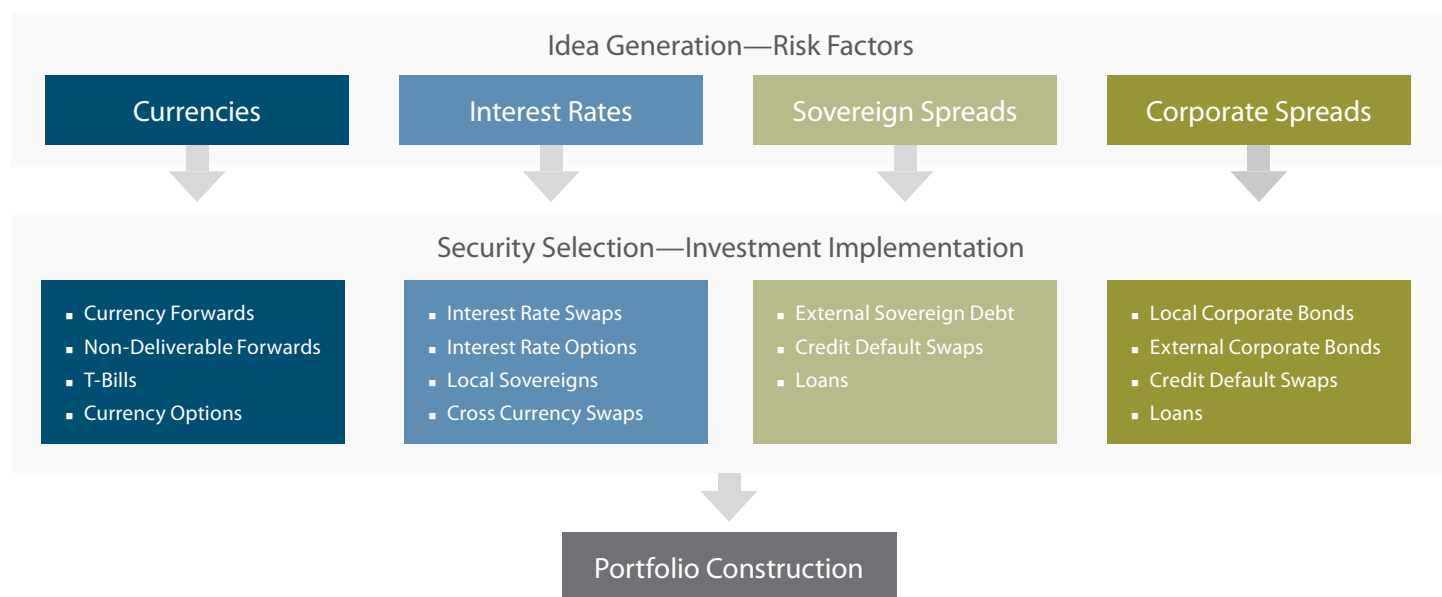 Idea Generation—Risk Factors
Currencies
Interest Rates
Sovereign Spreads
Corporate Spreads
Security Selection—Investment Implementation
▪ Currency Forwards
▪ Non-Deliverable Forwards
▪ T-Bills
▪ Currency Options
▪ Interest Rate Swaps
▪ Interest Rate Options
▪ Local Sovereigns
▪ Cross Currency Swaps
▪ External Sovereign Debt
▪ Credit Default Swaps
▪ Loans
▪ Local Corporate Bonds
▪ External Corporate Bonds
▪ Credit Default Swaps
▪ Loans
Portfolio Construction